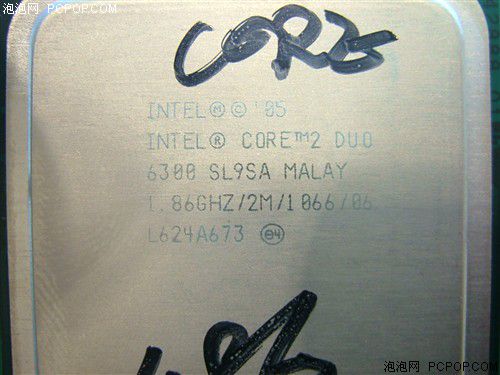 泡泡网 PCPOP.COM
INTEL Ⓜ © '05
INTEL® CORE™2 DUO
6300 SL9SA MALAY
1.86GHZ/2M/1066/06
L624A673 e4
泡泡网 PCPOP.COM